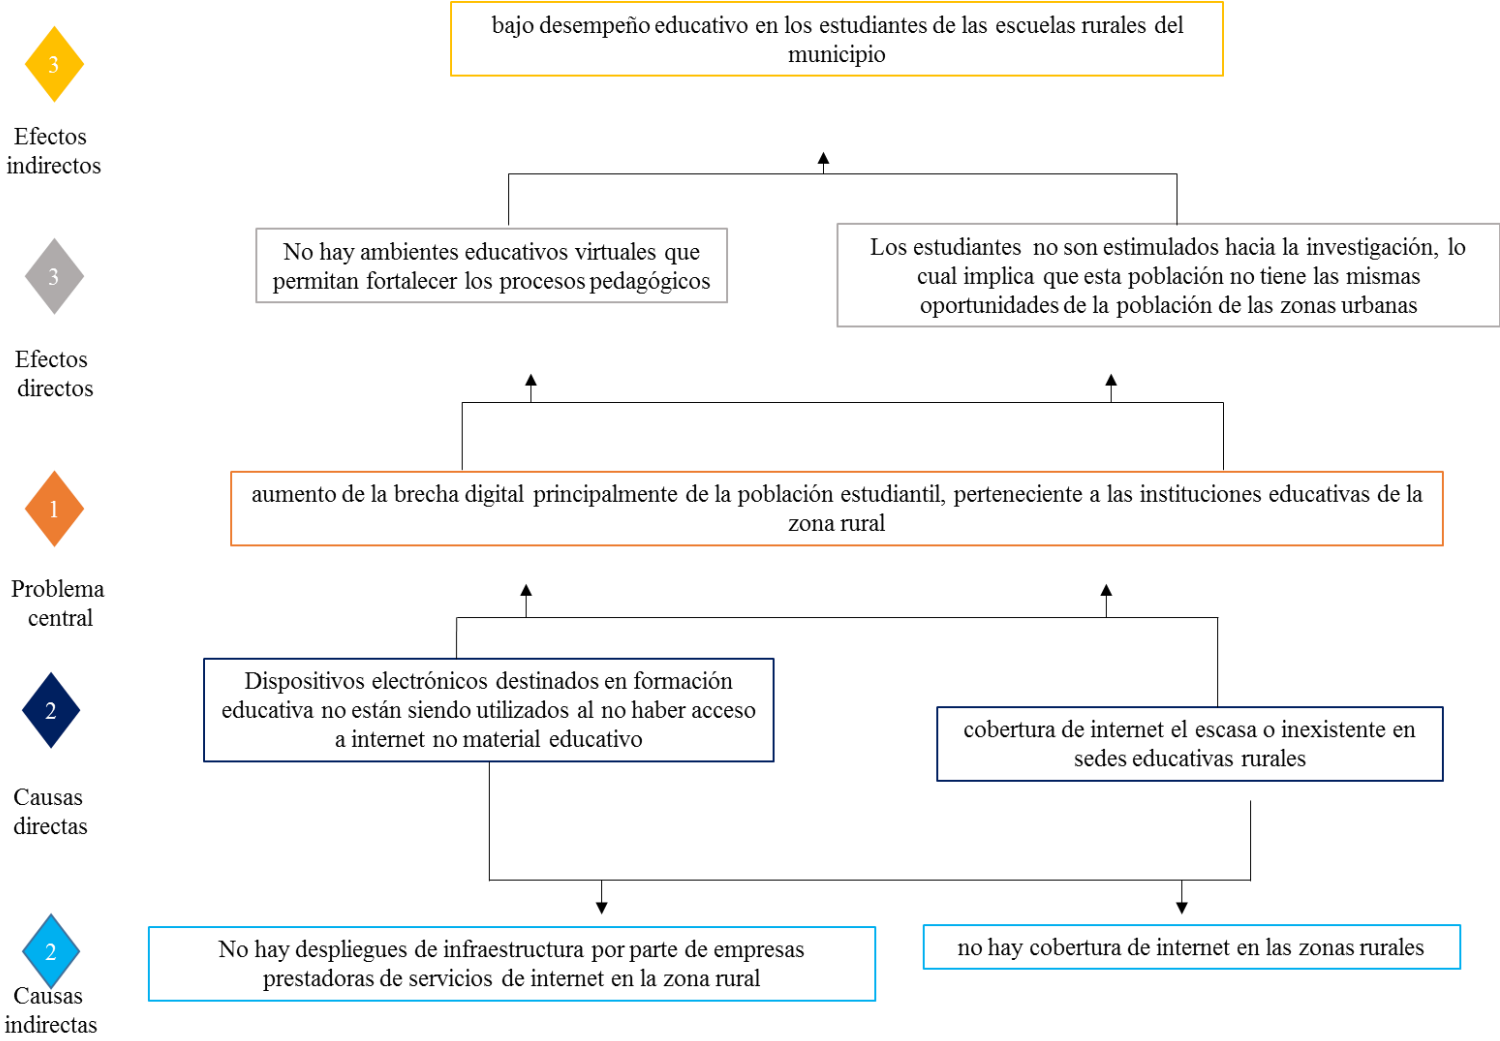 bajo desempeño educativo en los estudiantes de las escuelas rurales del
municipio
3
Efectos
indirectos
No hay ambientes educativos virtuales que
permitan fortalecer los procesos pedagógicos
Los estudiantes no son estimulados hacia la investigación, lo
cual implica que esta población no tiene las mismas
oportunidades de la población de las zonas urbanas
3
Efectos
directos
aumento de la brecha digital principalmente de la población estudiantil, perteneciente a las instituciones educativas de la
zona rural
1
Problema
central
Dispositivos electrónicos destinados en formación
educativa no están siendo utilizados al no haber acceso
a internet no material educativo
cobertura de internet el escasa o inexistente en
sedes educativas rurales
2
Causas
directas
No hay despliegues de infraestructura por parte de empresas
prestadoras de servicios de internet en la zona rural
no hay cobertura de internet en las zonas rurales
2
Causas
indirectas